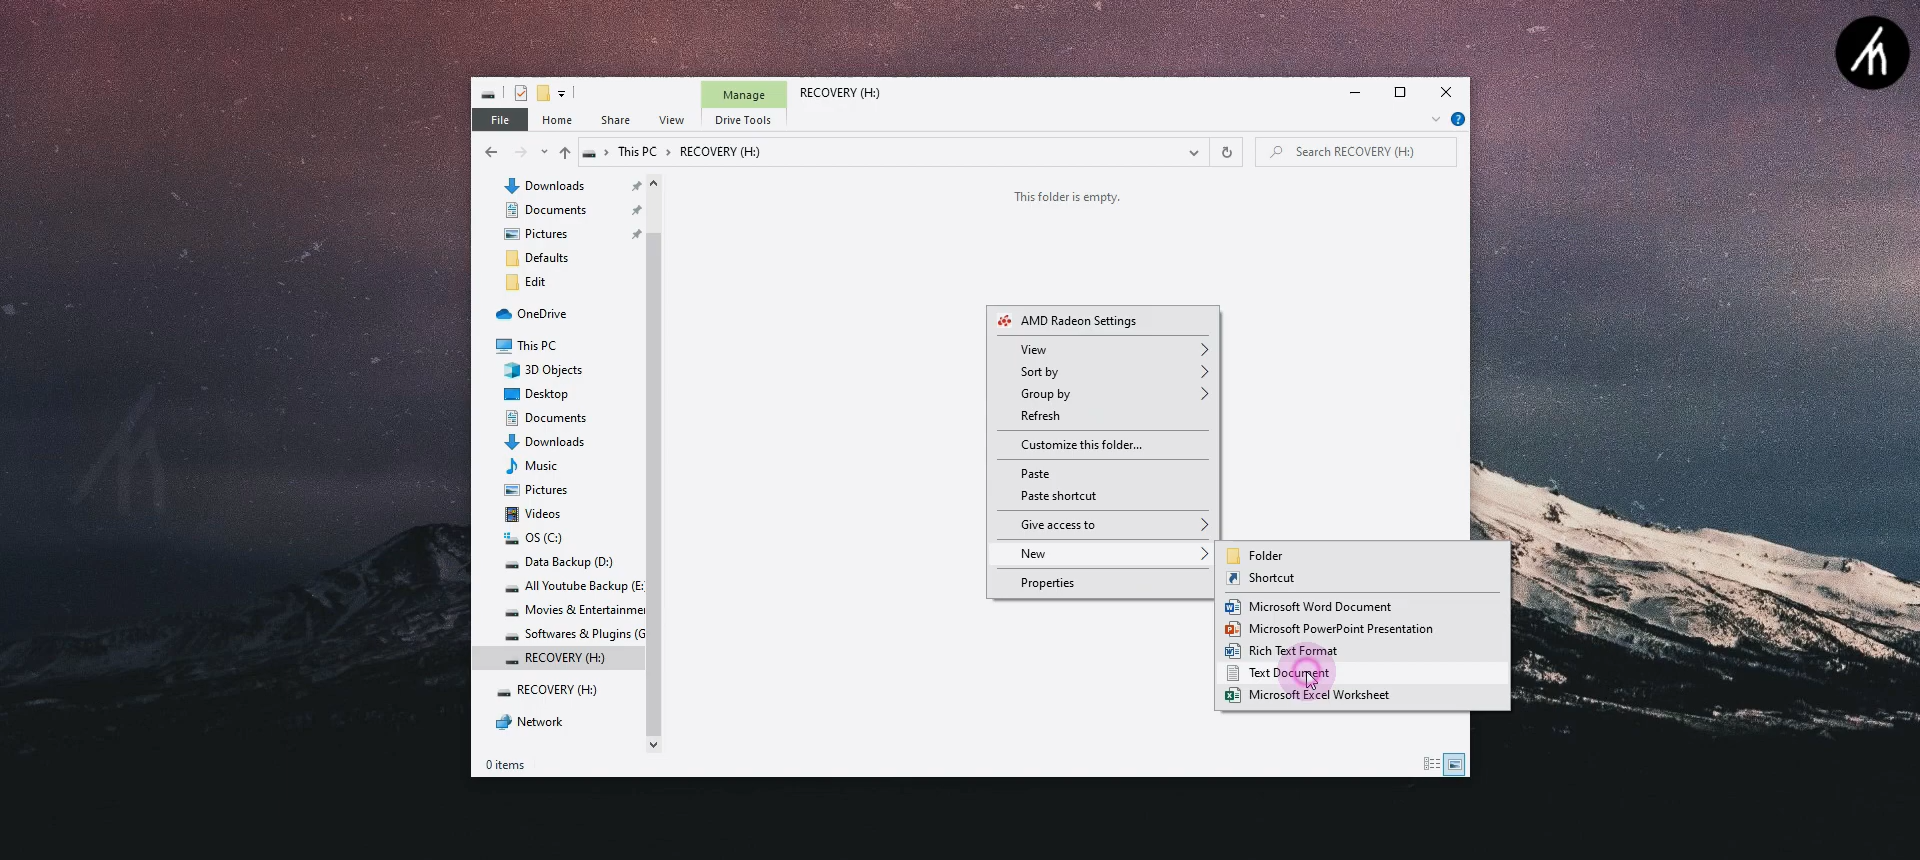 Manage
RECOVERY (H:)
File
Home
Share
View
Drive Tools
This PC
RECOVERY (H:)
Search RECOVERY (H:)
Downloads
Documents
Pictures
Defaults
Edit
OneDrive
This PC
3D Objects
Desktop
Documents
Downloads
Music
Pictures
Videos
OS (C:)
Data Backup (D:)
All Youtube Backup (E:
Movies & Entertainme
Softwares & Plugins (G
RECOVERY (H:)
RECOVERY (H:)
Network
0 items
This folder is empty.
AMD Radeon Settings
View
Sort by
Group by
Refresh
Customize this folder...
Paste
Paste shortcut
Give access to
New
Properties
Folder
Shortcut
Microsoft Word Document
Microsoft PowerPoint Presentation
Rich Text Format
Text Document
Microsoft Excel Worksheet